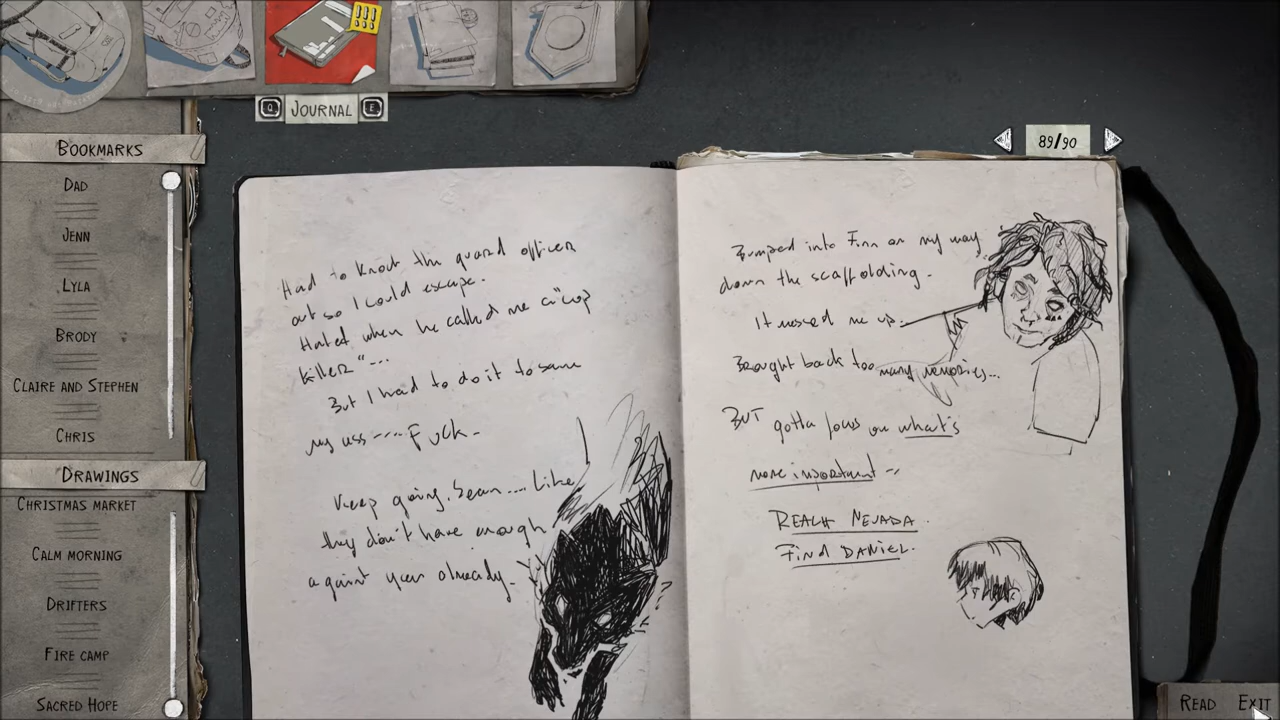 Q
JOURNAL
E
BOOKMARKS
DAD
JENN
LYLA
BRODY
CLAIRE AND STEPHEN
CHRIS
DRAWINGS
CHRISTMAS MARKET
CALM MORNING
DRIFTERS
FIRE CAMP
SACRED HOPE
89/90
Had to knock the guard officer
out so I could escape.
Hated when he called me a "cop
killer"...
But I had to do it to save
my ass ---- Fuck -
Keep going, Sean .... Like
they don't have enough
against you already.
Bumped into Finn on my way
down the scaffolding.
It messed me up.
Brought back too many memories...
BUT gotta focus on what's
more important --
REACH NEVADA.
FIND DANIEL.
READ
EXIT